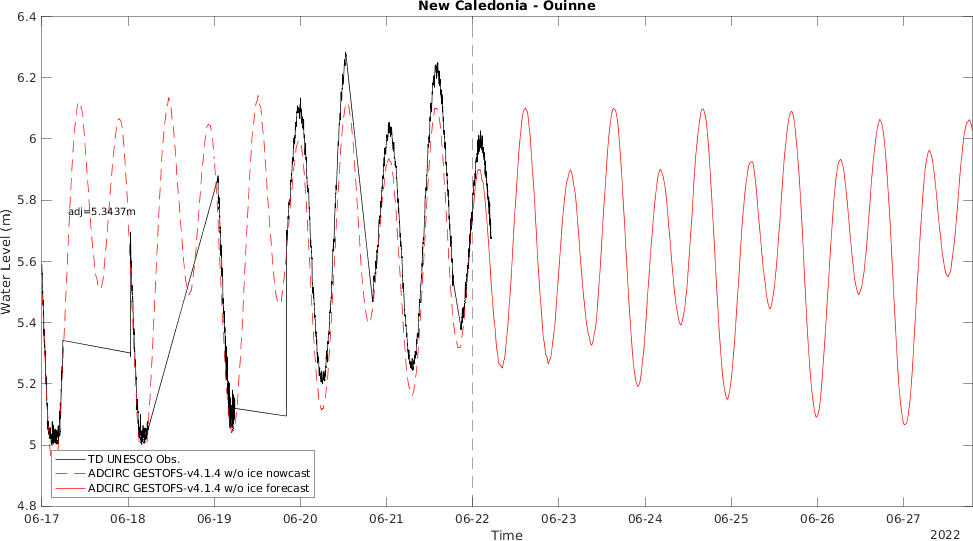 New Caledonia - Ouinne
6.4
6.2
6
5.8
5.6
5.4
5.2
5
4.8
Water Level (m)
adj=5.3437m
TD UNESCO Obs.
ADCIRC GESTOFS-v4.1.4 w/o ice nowcast
ADCIRC GESTOFS-v4.1.4 w/o ice forecast
06-17 06-18 06-19 06-20 06-21 06-22 06-23 06-24 06-25 06-26 06-27
Time
2022